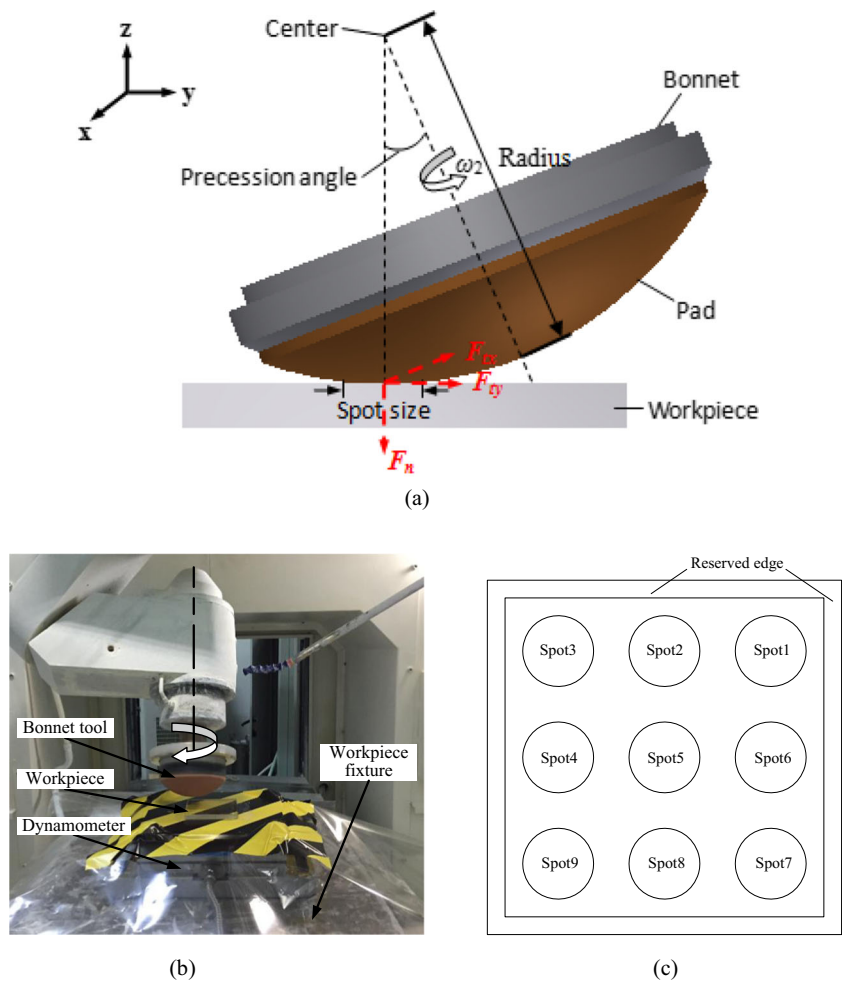 Center
z
y
x
Bonnet
Precession angle
ω2
Radius
Pad
Ftx
Fty
Spot size
Workpiece
Fn
(a)
Reserved edge
Bonnet tool
Workpiece
Dynamometer
Workpiece
fixture
Spot3 Spot2 Spot1
Spot4 Spot5 Spot6
Spot9 Spot8 Spot7
(b)
(c)